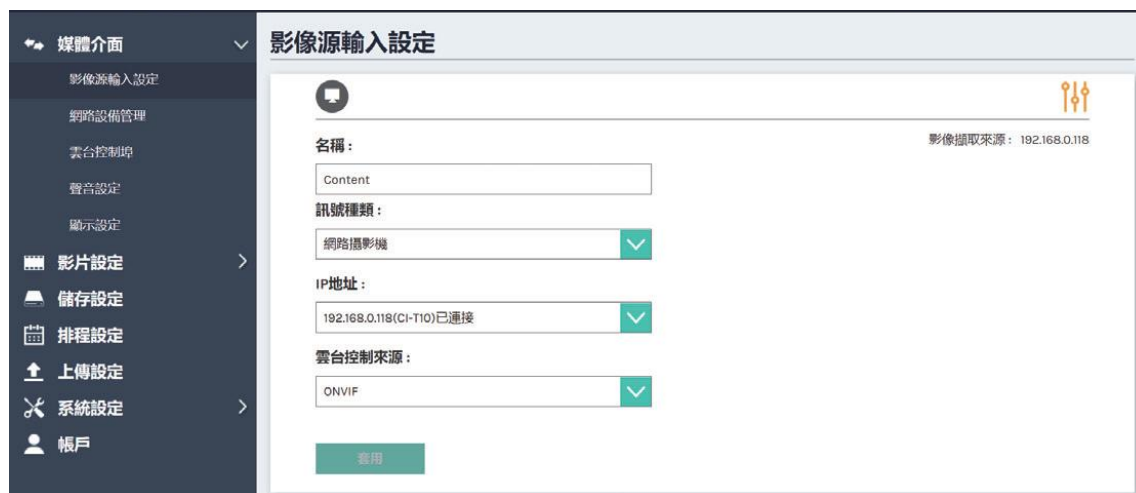 媒體介面
影像源輸入設定
網路設備管理
雲台控制埠
聲音設定
顯示設定
影片設定
儲存設定
排程設定
上傳設定
系統設定
帳戶
影像源輸入設定
影像擷取來源： 192.168.0.118
名稱：
Content
訊號種類：
網路攝影機
IP地址：
192.168.0.118(CI-T10)已連接
雲台控制來源：
ONVIF
套用